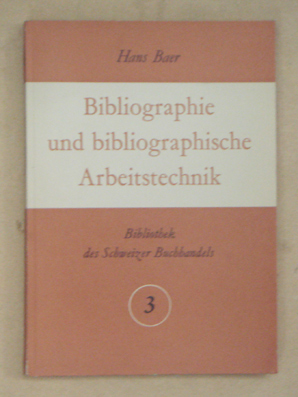 Hans Baer
Bibliographie
und bibliographische
Arbeitstechnik
Bibliothek
des Schweizer Buchhandels
3